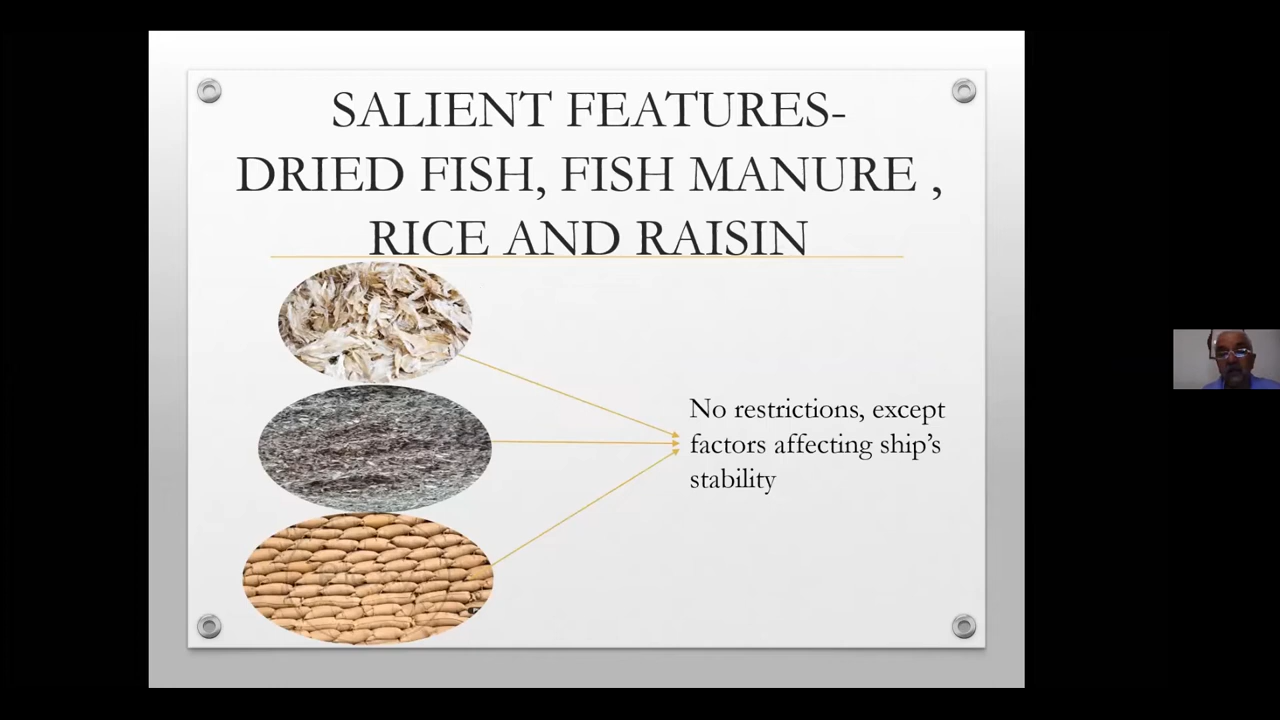 SALIENT FEATURES-
DRIED FISH, FISH MANURE ,
RICE AND RAISIN
No restrictions, except
factors affecting ship's
stability